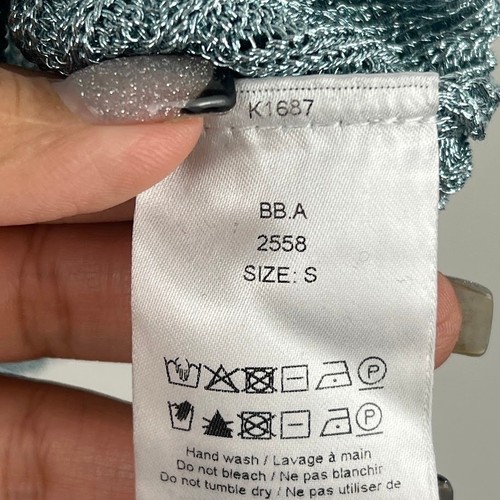 K1687
BB.A
2558
SIZE: S
P
P
Hand wash / Lavage à main
Do not bleach / Ne pas blanchir
Do not tumble dry / Ne pas utiliser de